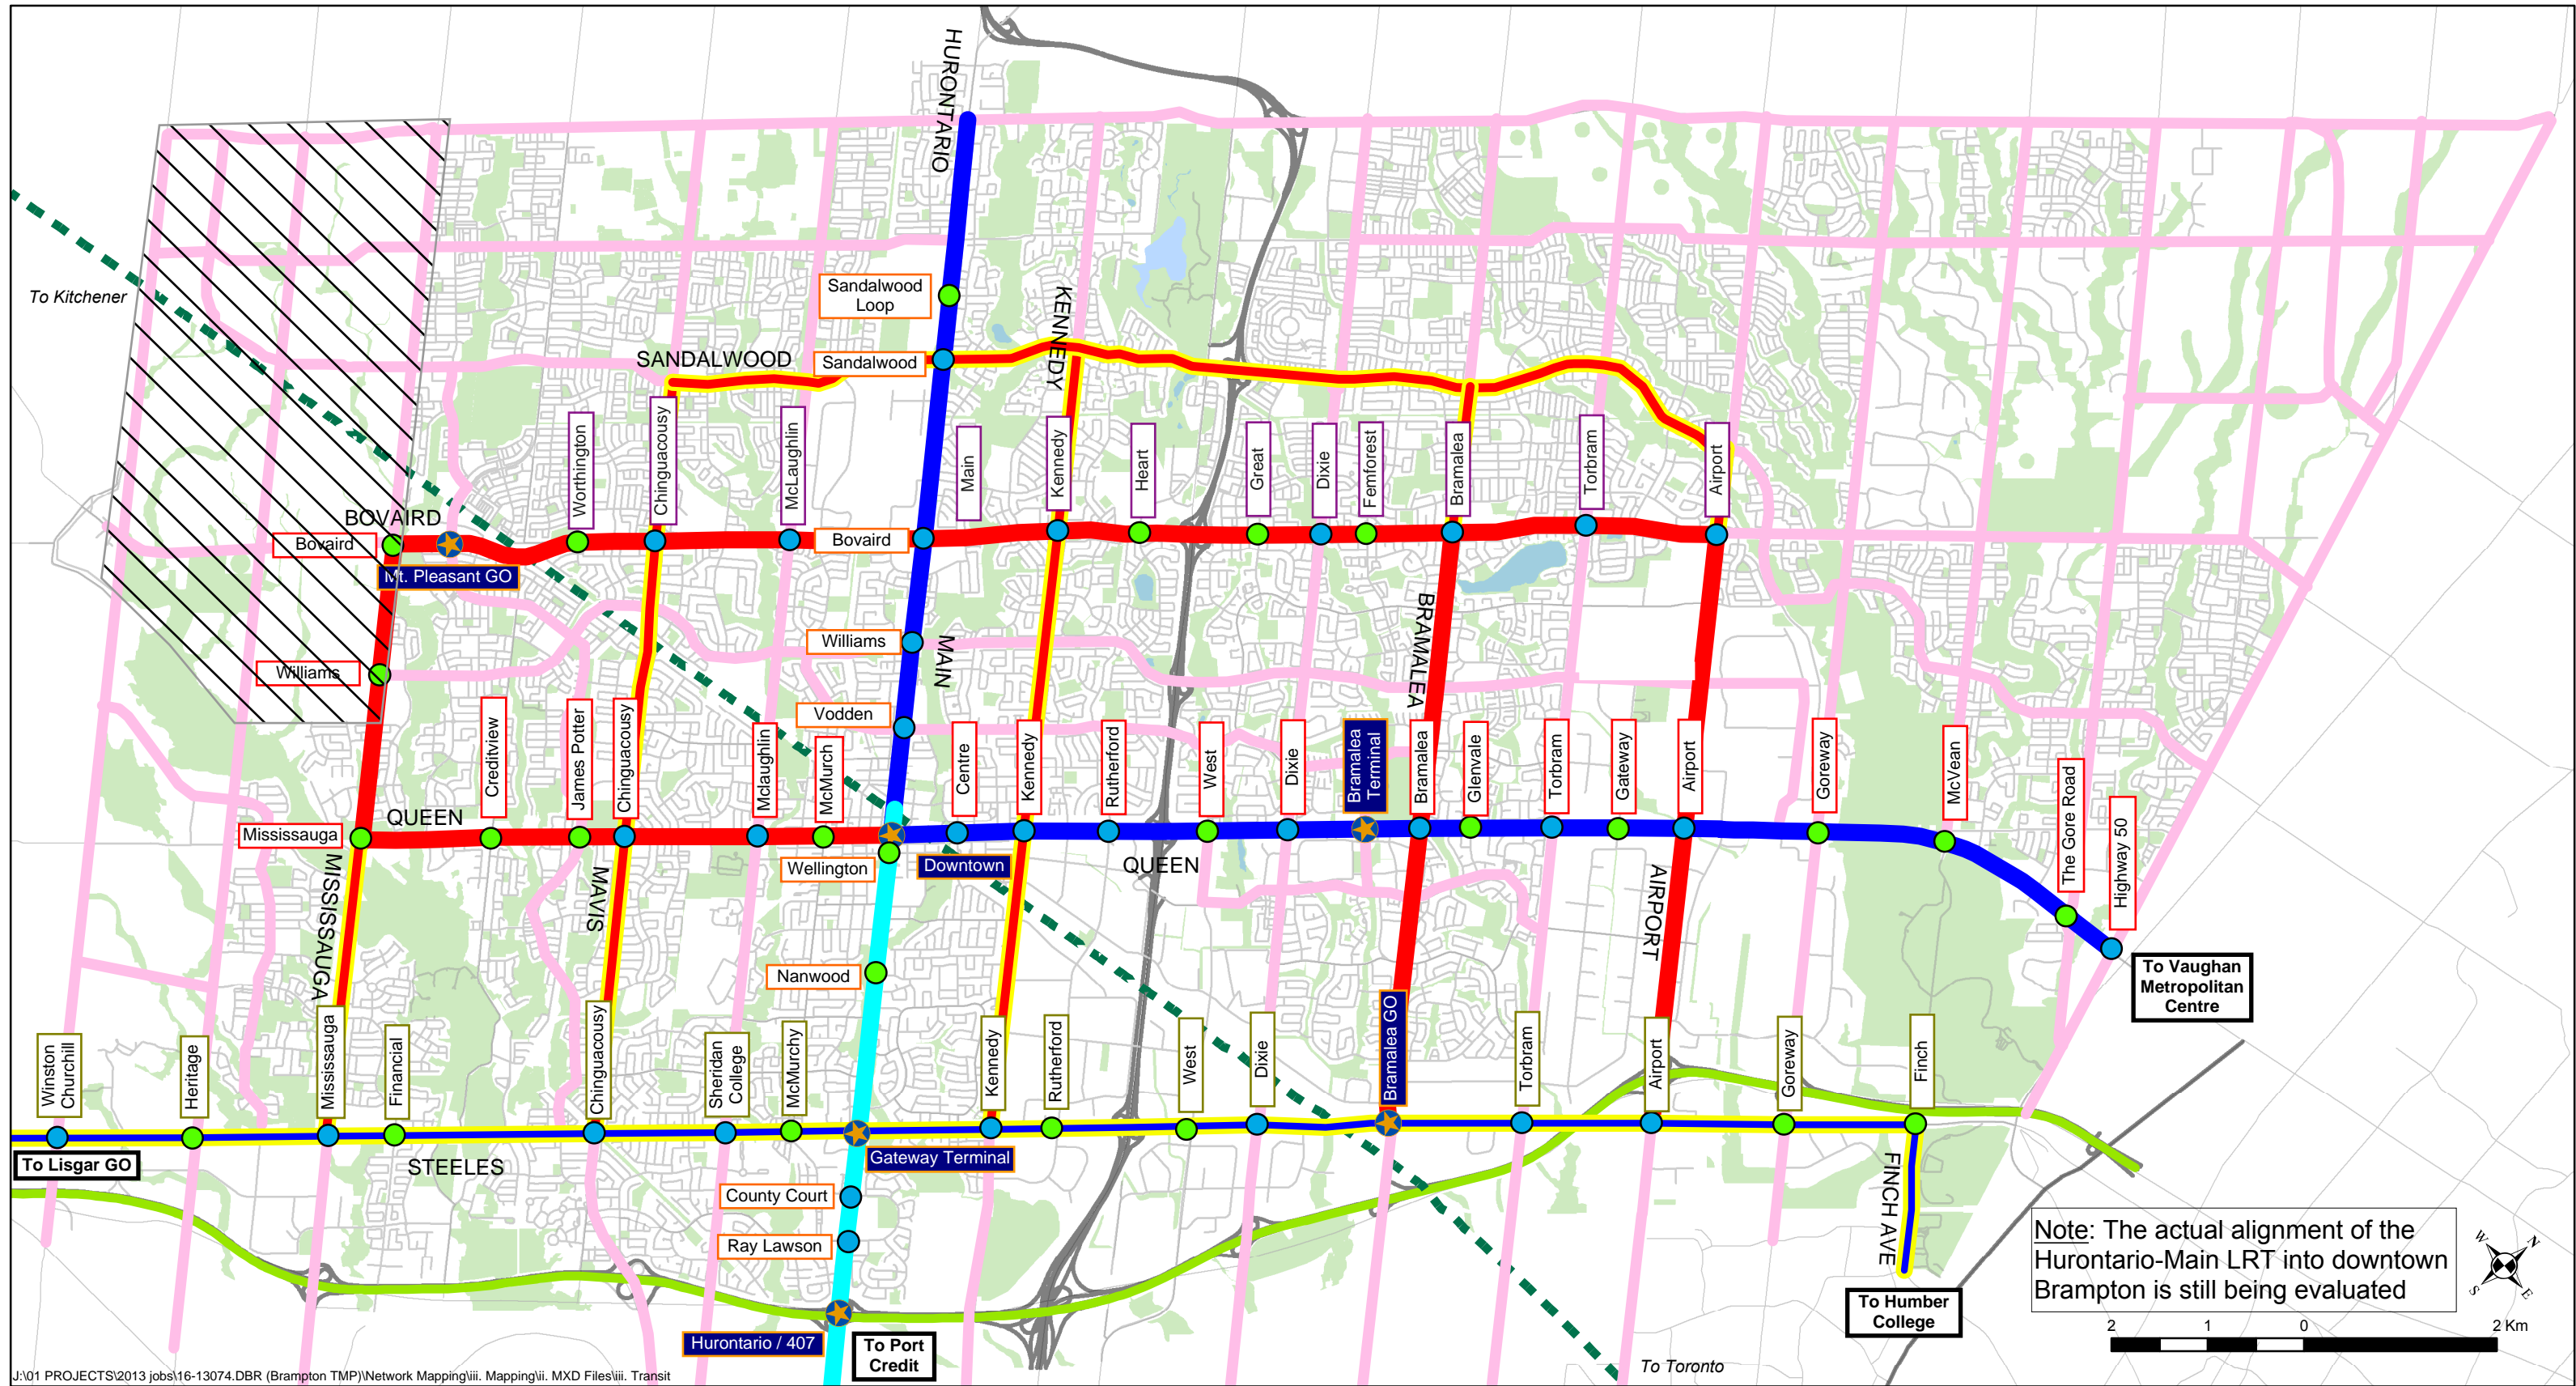 HURONTARIO
To Kitchener
Sandalwood
Loop
KENNEDY
SANDALWOOD
Sandalwood
Worthington
Chinguacousy
McLaughlin
Main
Kennedy
Heart
Great
Dixie
Femforest
Bramalea
Torbram
Airport
BOVAIRD
Bovaird
Bovaird
Mt. Pleasant GO
Williams
MAIN
BRAMALEA
Williams
Vodden
Creditview
James Potter
Chinguacousy
Mclaughlin
McMurch
Centre
Kennedy
Rutherford
West
Dixie
Bramalea
Terminal
Bramalea
Glenvale
Torbram
Gateway
Airport
Goreway
McVean
The Gore Road
Highway 50
QUEEN
Mississauga
Wellington
Downtown
QUEEN
MISSISSAUGA
MAVIS
AIRPORT
Nanwood
To Vaughan
Metropolitan
Centre
Winston
Churchill
Heritage
Mississauga
Financial
Chinguacousy
Sheridan
College
McMurchy
Kennedy
Rutherford
West
Dixie
Bramalea GO
Torbram
Airport
Goreway
Finch
To Lisgar GO
STEELES
Gateway Terminal
County Court
Ray Lawson
FINCH AVE
Hurontario / 407
To Port
Credit
To Humber
College
To Toronto
Note: The actual alignment of the
Hurontario-Main LRT into downtown
Brampton is still being evaluated
W N
S E
2 1 0 2 Km
J:\01 PROJECTS\2013 jobs\16-13074.DBR (Brampton TMP)\Network Mapping\iii. Mapping\ii. MXD Files\iii. Transit